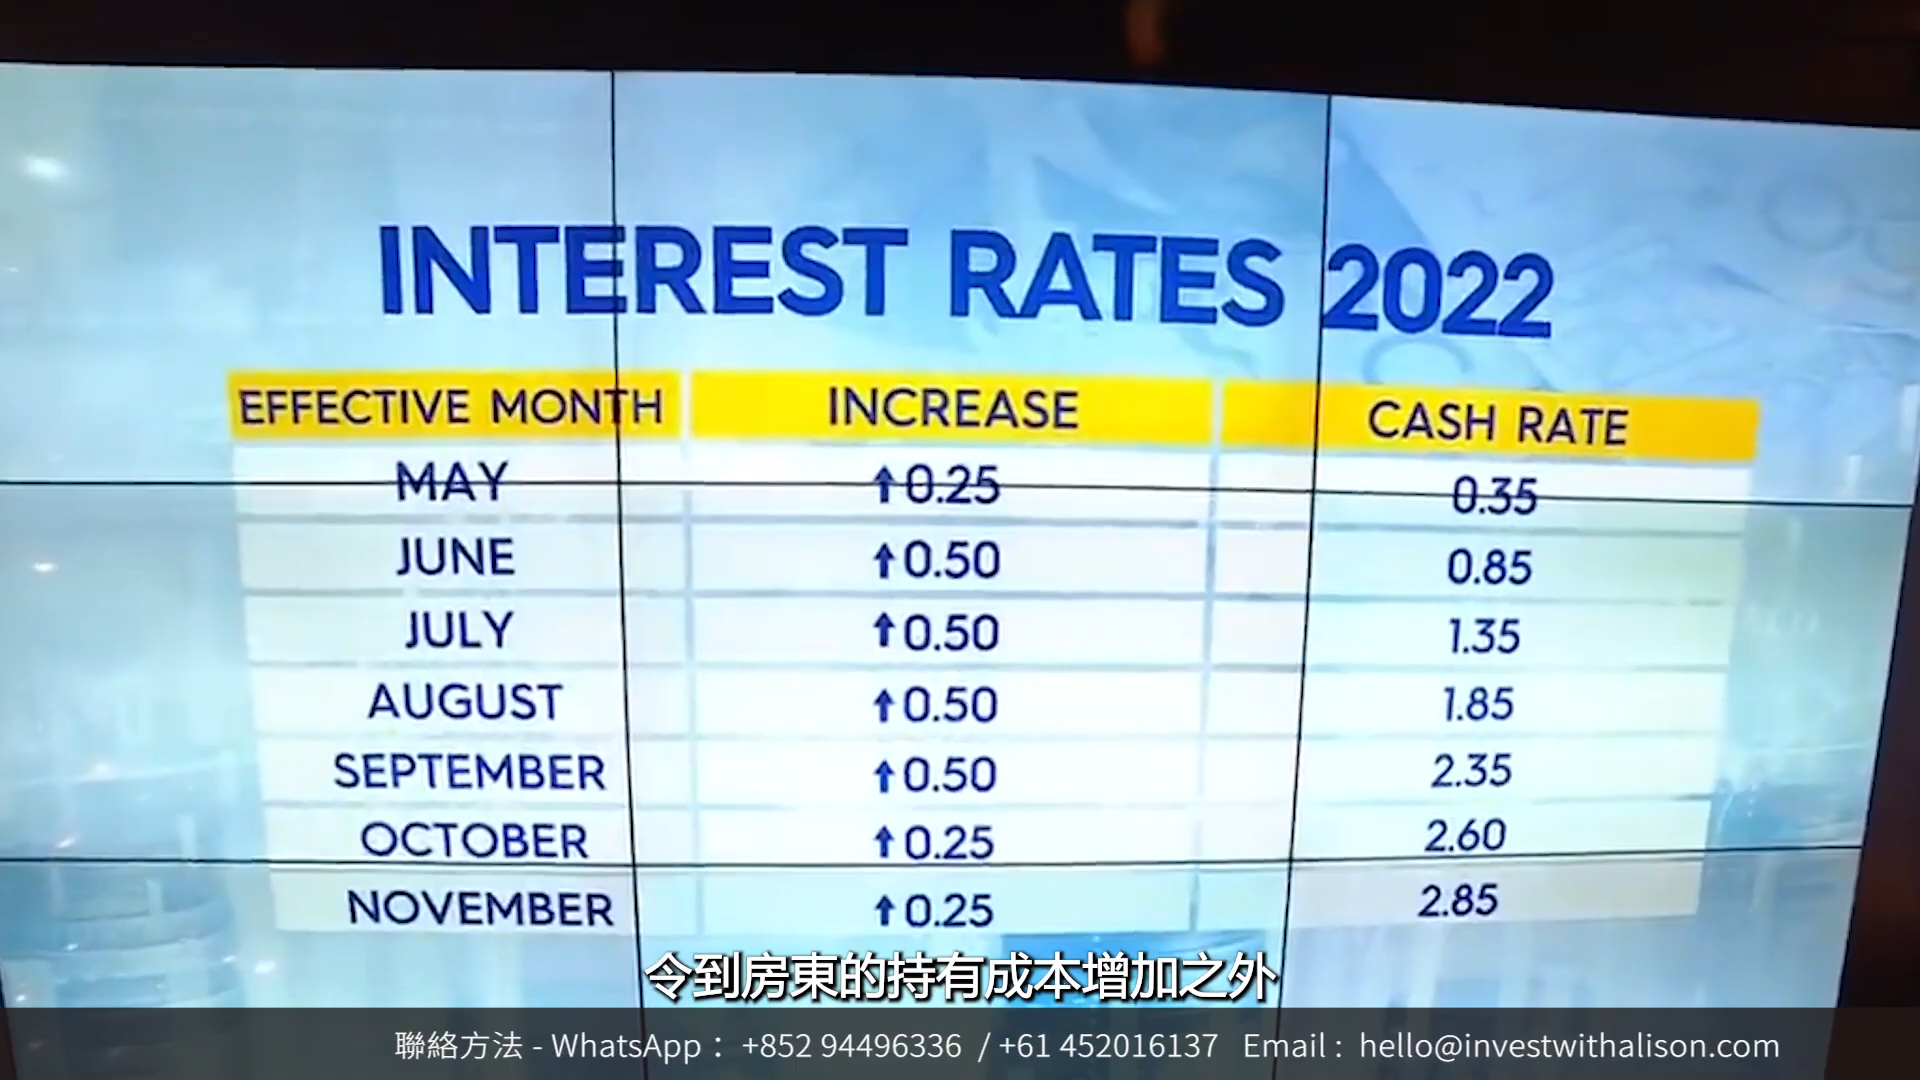 INTEREST RATES 2022
EFFECTIVE MONTH INCREASE CASH RATE
MAY ↑0.25 0.35
JUNE ↑0.50 0.85
JULY ↑0.50 1.35
AUGUST ↑0.50 1.85
SEPTEMBER ↑0.50 2.35
OCTOBER ↑0.25 2.60
NOVEMBER ↑0.25 2.85
令到房東的持有成本增加之外
聯絡方法 - WhatsApp： +852 94496336 / +61 452016137 Email : hello@investwithalison.com